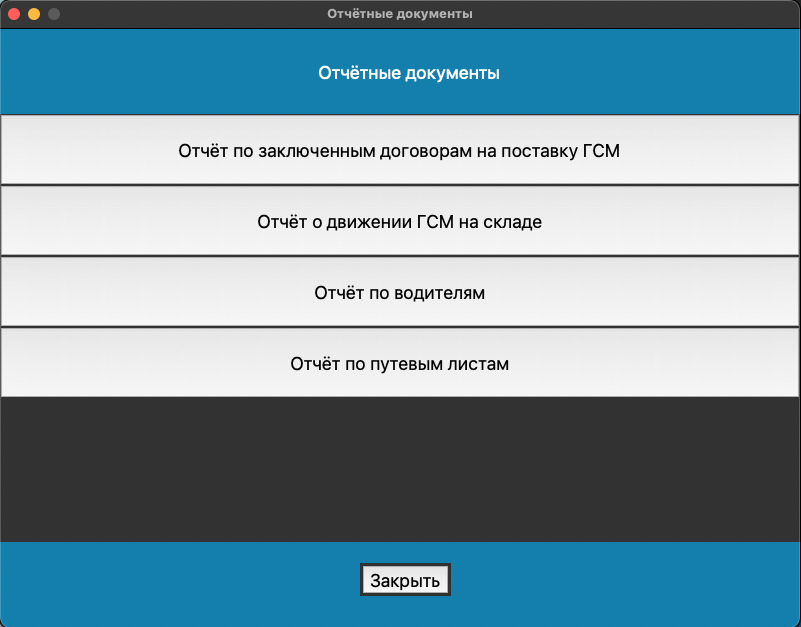 Отчётные документы
Отчётные документы
Отчёт по заключенным договорам на поставку ГСМ
Отчёт о движении ГСМ на складе
Отчёт по водителям
Отчёт по путевым листам
Закрыть